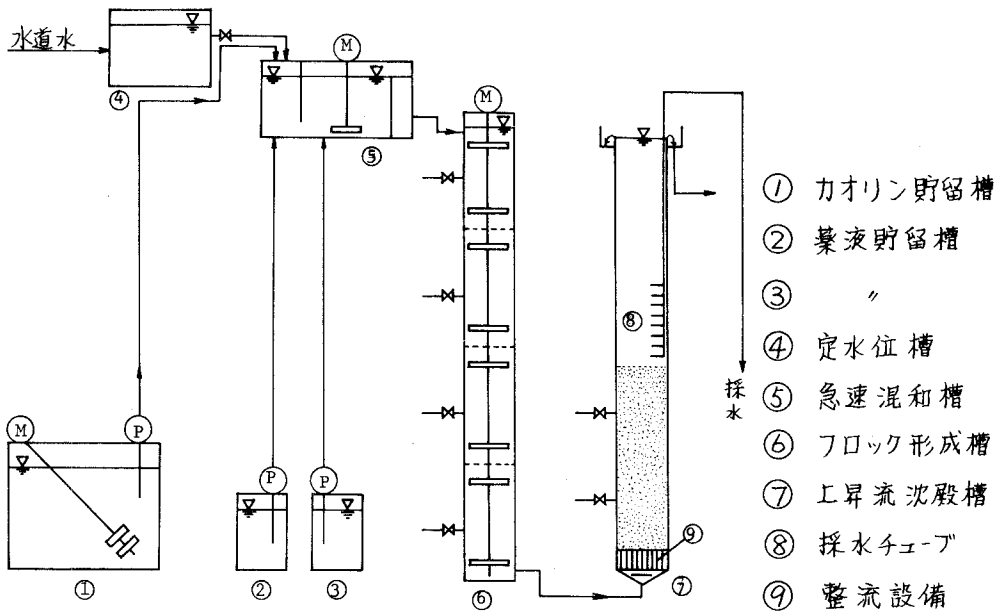 水道水
④
M
⑤
M
⑧
採水
M
P
①
P
②
P
③
⑥
⑨
⑦
① カオリン貯留槽
② 薬液貯留槽
③ 〃
④ 定水位槽
⑤ 急速混和槽
⑥ フロック形成槽
⑦ 上昇流沈殿槽
⑧ 採水チューブ
⑨ 整流設備